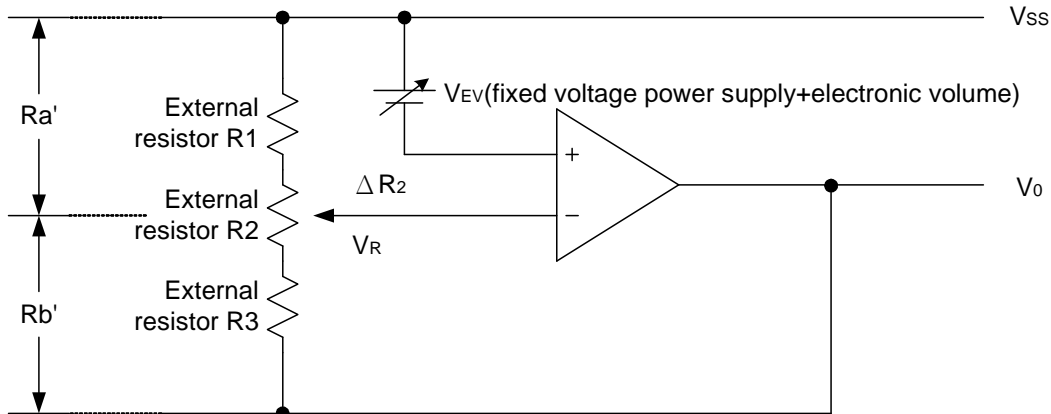 VSS
VEV(fixed voltage power supply+electronic volume)
Ra'
External
resistor R1
+
Δ R2
External
resistor R2
−
V0
VR
External
resistor R3
Rb'